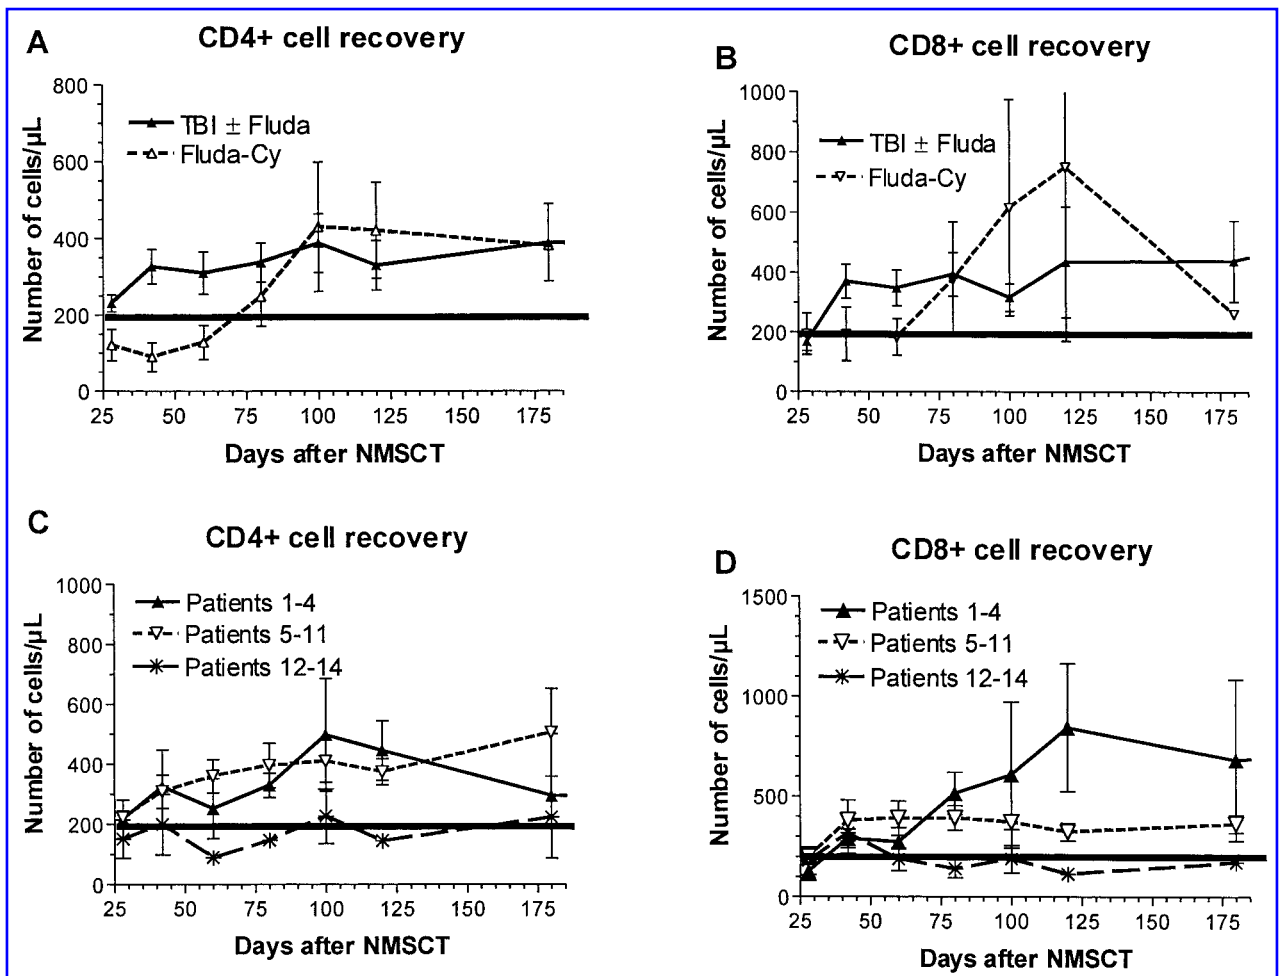 A
CD4+ cell recovery
800
600
400
200
0
Number of cells/µL
TBI ± Fluda
Fluda-Cy
25 50 75 100 125 150 175
Days after NMSCT
B
CD8+ cell recovery
1000
800
600
400
200
0
Number of cells/µL
TBI ± Fluda
Fluda-Cy
25 50 75 100 125 150 175
Days after NMSCT
C
CD4+ cell recovery
1000
800
600
400
200
0
Number of cells/µL
Patients 1-4
Patients 5-11
Patients 12-14
25 50 75 100 125 150 175
Days after NMSCT
D
CD8+ cell recovery
1500
1000
500
0
Number of cells/µL
Patients 1-4
Patients 5-11
Patients 12-14
25 50 75 100 125 150 175
Days after NMSCT